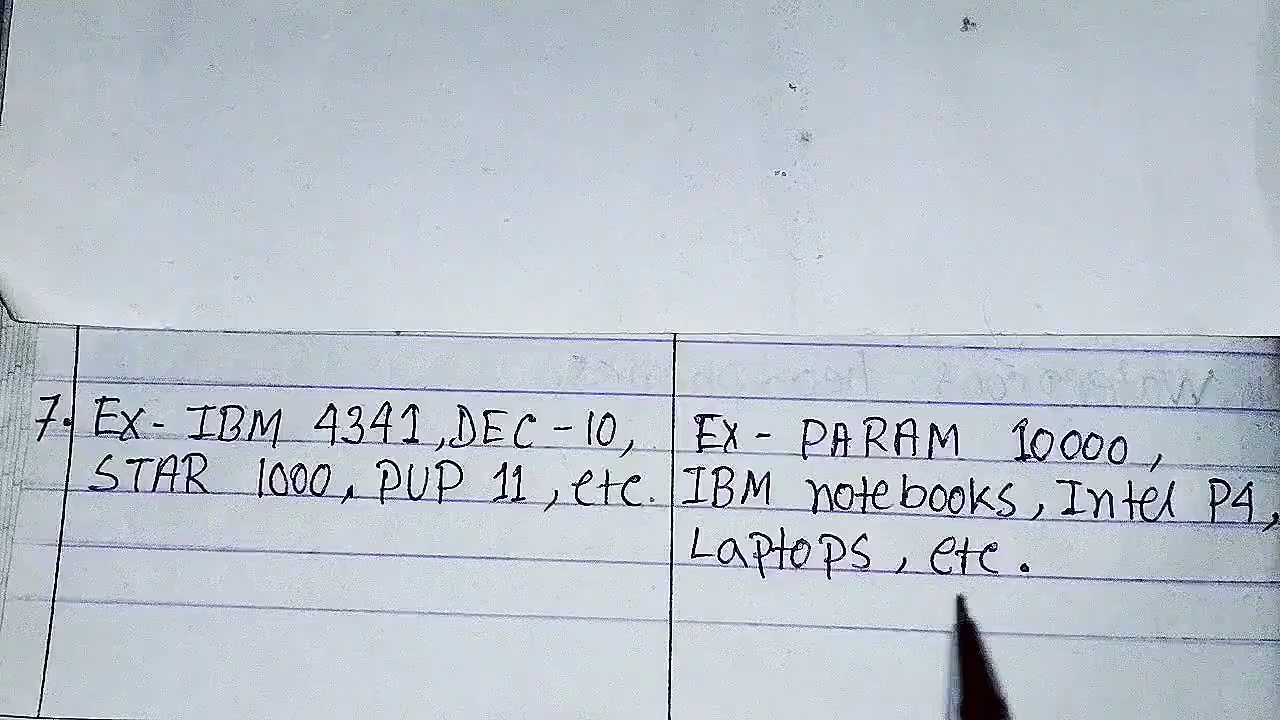 7. Ex- IBM 4341, DEC-10,
STAR 1000, PUP 11, etc.
Ex- PARAM 10000,
IBM notebooks, Intel P4,
Laptops, etc.